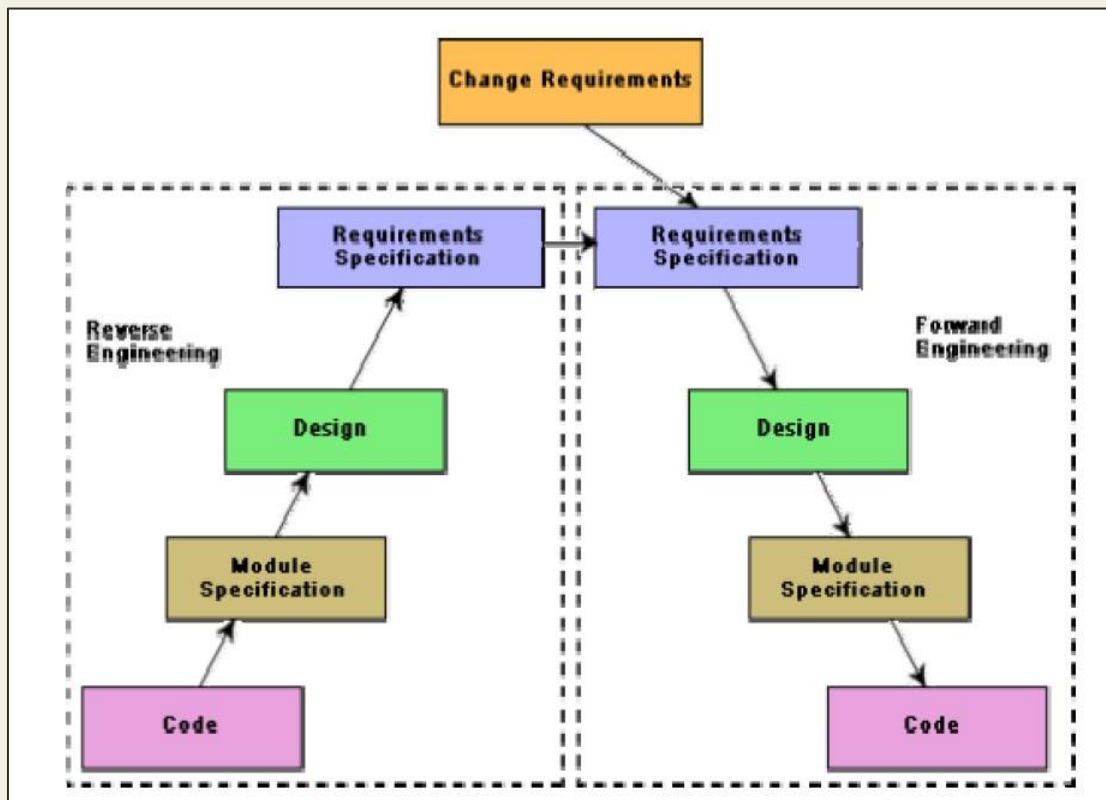 Change Requirements
Requirements
Specification
Requirements
Specification
Reverse
Engineering
Forward
Engineering
Design
Design
Module
Specification
Module
Specification
Code
Code